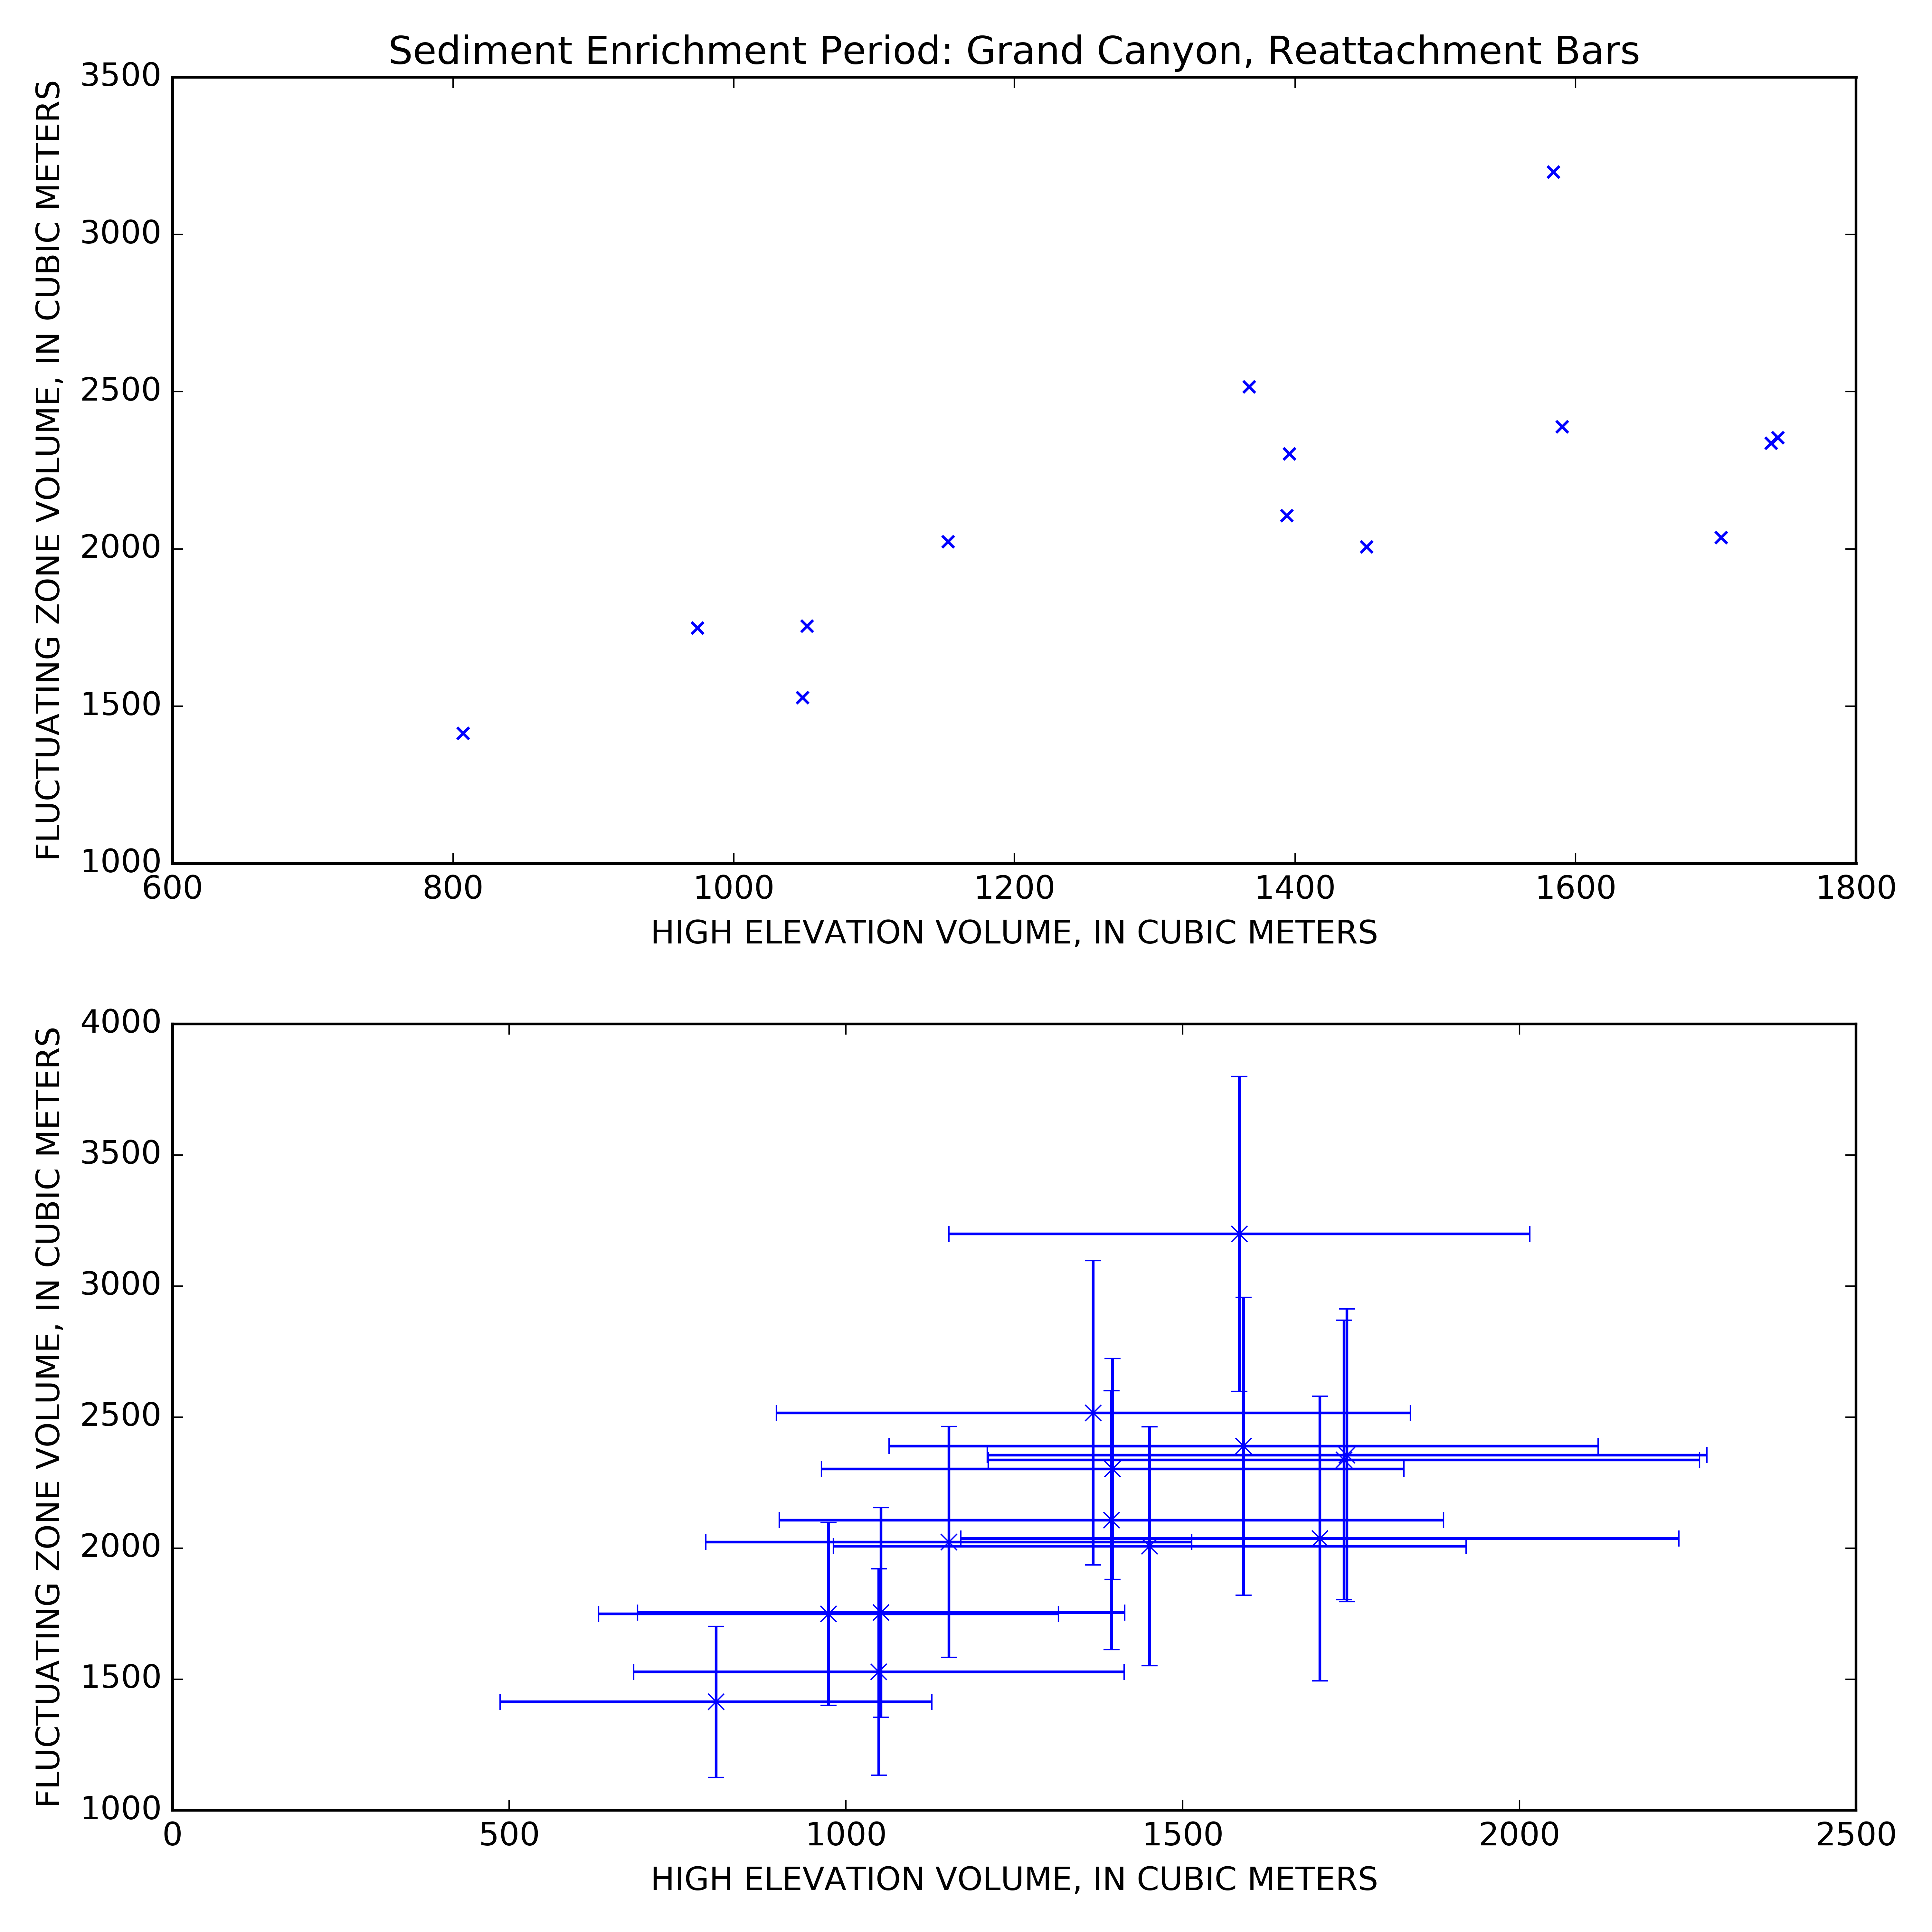 Sediment Enrichment Period: Grand Canyon, Reattachment Bars
FLUCTUATING ZONE VOLUME, IN CUBIC METERS
3500
3000
2500
2000
1500
1000
600 800 1000 1200 1400 1600 1800
HIGH ELEVATION VOLUME, IN CUBIC METERS
FLUCTUATING ZONE VOLUME, IN CUBIC METERS
4000
3500
3000
2500
2000
1500
1000
0 500 1000 1500 2000 2500
HIGH ELEVATION VOLUME, IN CUBIC METERS